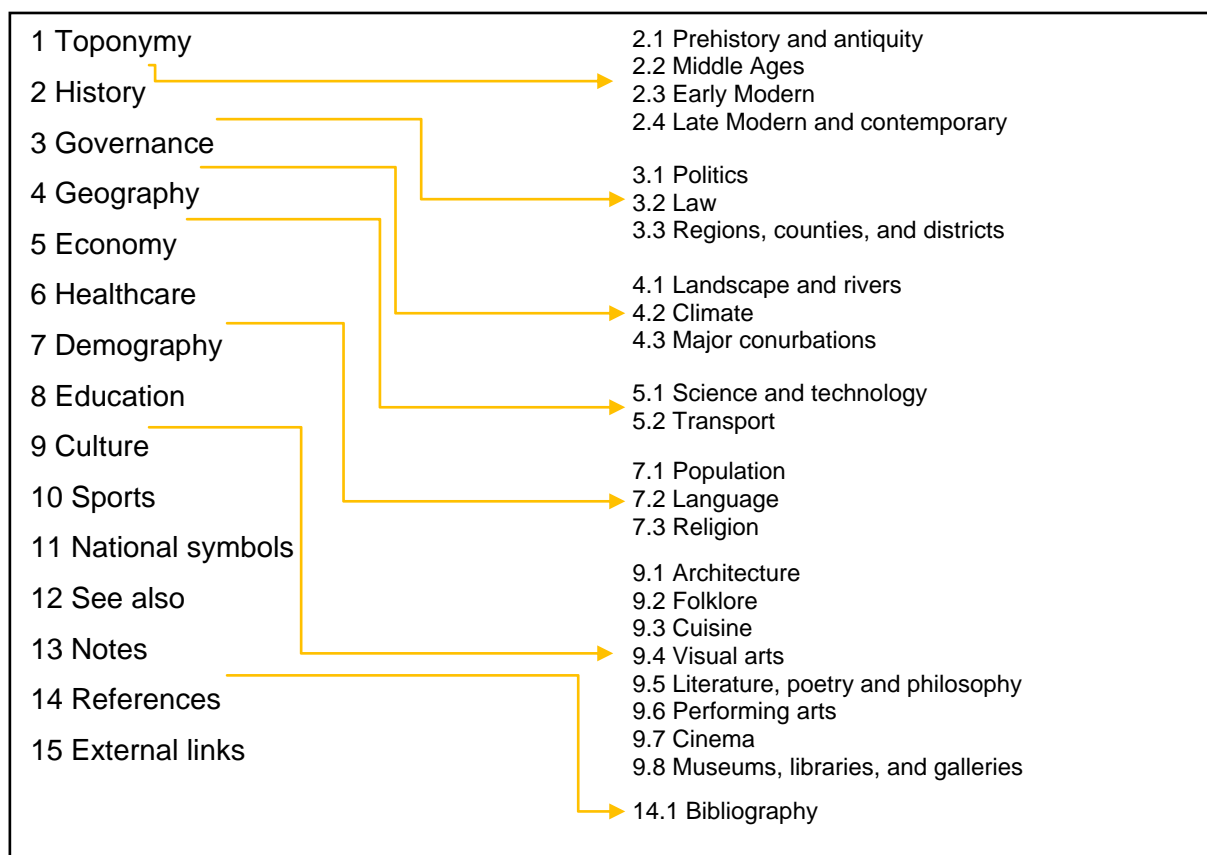 1 Toponymy
2 History
3 Governance
4 Geography
5 Economy
6 Healthcare
7 Demography
8 Education
9 Culture
10 Sports
11 National symbols
12 See also
13 Notes
14 References
15 External links
2.1 Prehistory and antiquity
2.2 Middle Ages
2.3 Early Modern
2.4 Late Modern and contemporary
3.1 Politics
3.2 Law
3.3 Regions, counties, and districts
4.1 Landscape and rivers
4.2 Climate
4.3 Major conurbations
5.1 Science and technology
5.2 Transport
7.1 Population
7.2 Language
7.3 Religion
9.1 Architecture
9.2 Folklore
9.3 Cuisine
9.4 Visual arts
9.5 Literature, poetry and philosophy
9.6 Performing arts
9.7 Cinema
9.8 Museums, libraries, and galleries
14.1 Bibliography